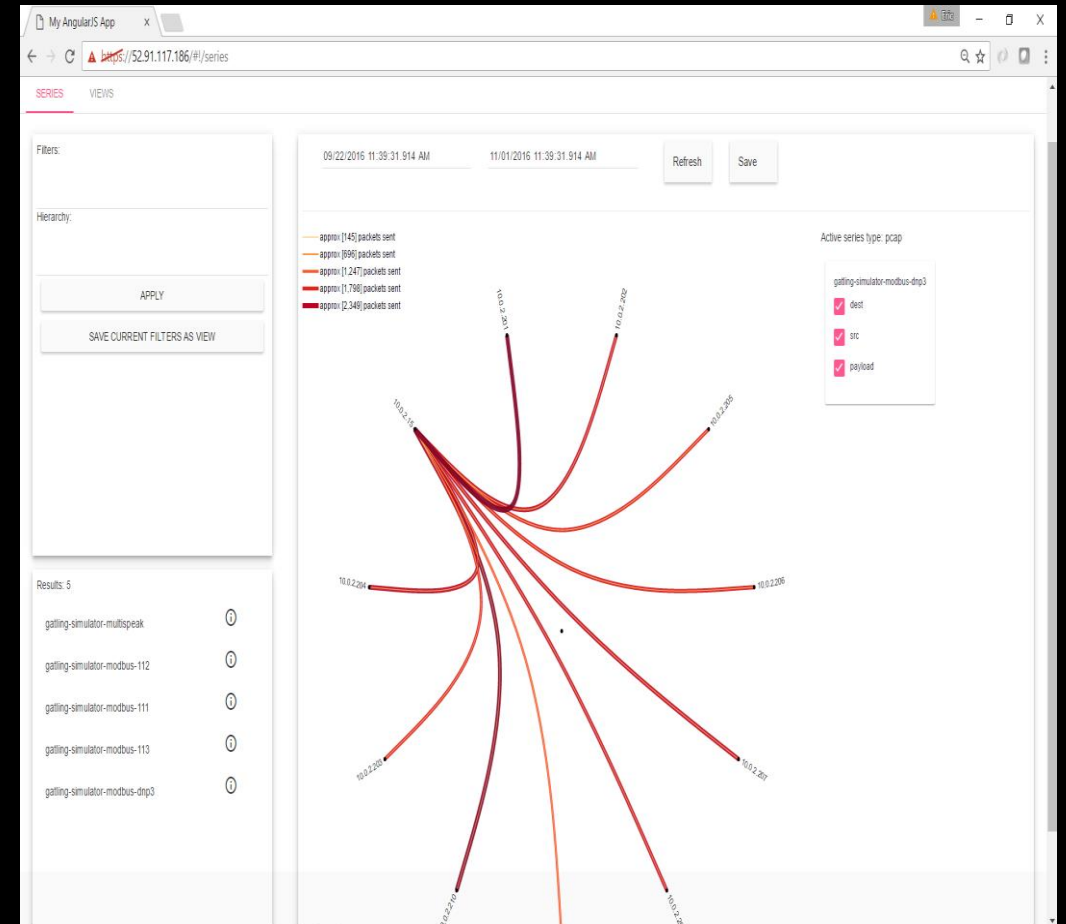 My AngularJS App
https://52.91.117.186/#!/series
SERIES VIEWS
Filters:
Hierarchy:
APPLY
SAVE CURRENT FILTERS AS VIEW
Results: 5
gatling-simulator-multispeak
gatling-simulator-modbus-112
gatling-simulator-modbus-111
gatling-simulator-modbus-113
gatling-simulator-modbus-dnp3
09/22/2016 11:39:31.914 AM 11/01/2016 11:39:31.914 AM Refresh Save
approx [145] packets sent
approx [696] packets sent
approx [1,247] packets sent
approx [1,798] packets sent
approx [2,349] packets sent
Active series type: pcap
gatling-simulator-modbus-dnp3
dest
src
payload
10.0.2.201
10.0.2.202
10.0.2.15
10.0.2.205
10.0.2.204
10.0.2.206
10.0.2.203
10.0.2.207